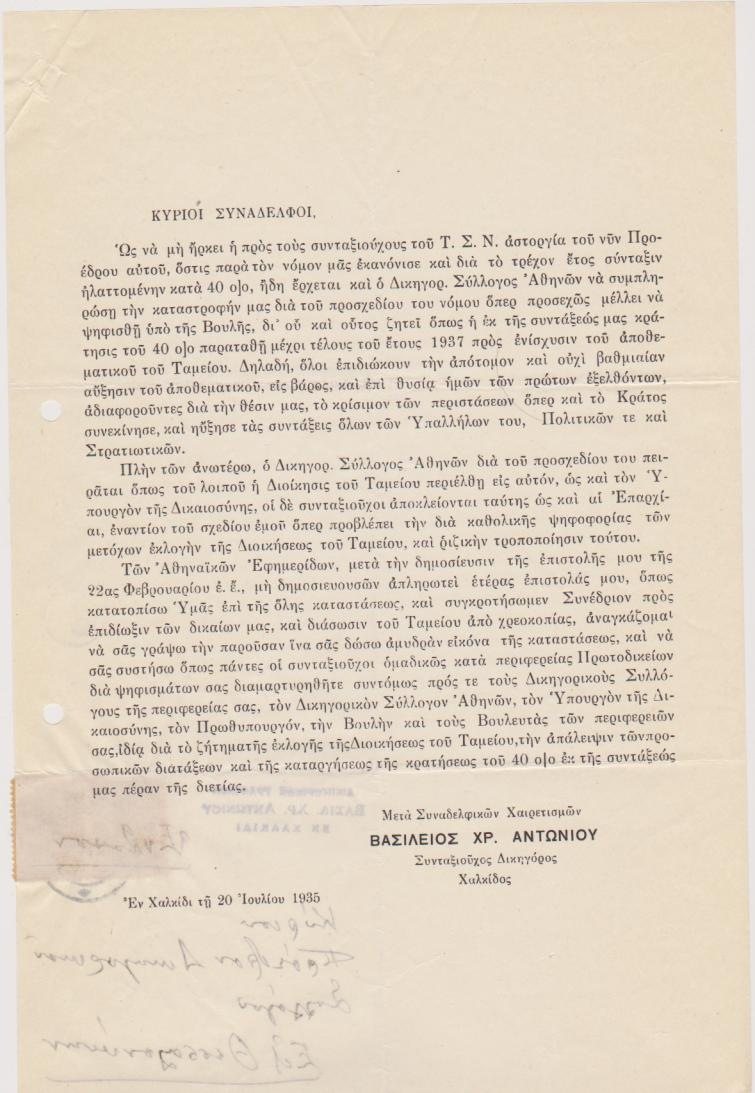 ΚΥΡΙΟΙ ΣΥΝΑΔΕΛΦΟΙ,
Ὡς νὰ μὴ ἤρκει ἡ πρὸς τοὺς συνταξιούχους τοῦ Τ. Σ. Ν. ἀστοργία τοῦ νῦν Προ-
έδρου αὐτοῦ, ὅστις παρὰ τὸν νόμον μᾶς ἐκανόνισε καὶ διὰ τὸ τρέχον ἔτος σύνταξιν
ἠλαττομένην κατὰ 40 ο)ο, ἤδη ἔρχεται καὶ ὁ Δικηγορ. Σύλλογος Ἀθηνῶν νὰ συμπλη-
ρώσῃ τὴν καταστροφήν μας διὰ τοῦ προσχεδίου του νόμου ὅπερ προσεχῶς μέλλει νὰ
ψηφισθῇ ὑπὸ τῆς Βουλῆς, δι᾽ οὗ καὶ οὗτος ζητεῖ ὅπως ἡ ἐκ τῆς συντάξεώς μας κρά-
τησις τοῦ 40 ο)ο παραταθῇ μέχρι τέλους τοῦ ἔτους 1937 πρὸς ἐνίσχυσιν τοῦ ἀποθε-
ματικοῦ τοῦ Ταμείου. Δηλαδή, ὅλοι ἐπιδιώκουν τὴν ἀπότομον καὶ οὐχὶ βαθμιαίαν
αὔξησιν τοῦ ἀποθεματικοῦ, εἰς βάρος, καὶ ἐπὶ θυσίᾳ ἡμῶν τῶν πρώτων ἐξελθόντων,
ἀδιαφοροῦντες διὰ τὴν θέσιν μας, τὸ κρίσιμον τῶν περιστάσεων ὅπερ καὶ τὸ Κράτος
συνεκίνησε, καὶ ηὔξησε τὰς συντάξεις ὅλων τῶν Ὑπαλλήλων του, Πολιτικῶν τε καὶ
Στρατιωτικῶν.
Πλὴν τῶν ἀνωτέρω, ὁ Δικηγορ. Σύλλογος Ἀθηνῶν διὰ τοῦ προσχεδίου του πει-
ρᾶται ὅπως τοῦ λοιποῦ ἡ Διοίκησις τοῦ Ταμείου περιέλθῃ εἰς αὐτόν, ὡς καὶ τὸν Ὑ-
πουργὸν τῆς Δικαιοσύνης, οἱ δὲ συνταξιοῦχοι ἀποκλείονται ταύτης ὡς καὶ αἱ Ἐπαρχί-
αι, ἐναντίον τοῦ σχεδίου ἐμοῦ ὅπερ προβλέπει τὴν διὰ καθολικῆς ψηφοφορίας τῶν
μετόχων ἐκλογὴν τῆς Διοικήσεως τοῦ Ταμείου, καὶ ῥιζικὴν τροποποίησιν τούτου.
Τῶν Ἀθηναϊκῶν Ἐφημερίδων, μετὰ τὴν δημοσίευσιν τῆς ἐπιστολῆς μου τῆς
22ας Φεβρουαρίου ἐ. ἔ., μὴ δημοσιευουσῶν ἀπληρωτεὶ ἑτέρας ἐπιστολάς μου, ὅπως
κατατοπίσω Ὑμᾶς ἐπὶ τῆς ὅλης καταστάσεως, καὶ συγκροτήσωμεν Συνέδριον πρὸς
ἐπιδίωξιν τῶν δικαίων μας, καὶ διάσωσιν τοῦ Ταμείου ἀπὸ χρεοκοπίας, ἀναγκάζομαι
νὰ σᾶς γράψω τὴν παροῦσαν ἵνα σᾶς δώσω ἀμυδρὰν εἰκόνα τῆς καταστάσεως, καὶ νὰ
σᾶς συστήσω ὅπως πάντες οἱ συνταξιοῦχοι ὁμαδικῶς κατὰ περιφερείας Πρωτοδικείων
διὰ ψηφισμάτων σας διαμαρτυρηθῆτε συντόμως πρός τε τοὺς Δικηγορικοὺς Συλλό-
γους τῆς περιφερείας σας, τὸν Δικηγορικὸν Σύλλογον Ἀθηνῶν, τὸν Ὑπουργὸν τῆς Δι-
καιοσύνης, τὸν Πρωθυπουργόν, τὴν Βουλὴν καὶ τοὺς Βουλευτὰς τῶν περιφερειῶν
σας, ἰδίᾳ διὰ τὸ ζήτηματῆς ἐκλογῆς τῆςΔιοικήσεως τοῦ Ταμείου,τὴν ἀπάλειψιν τῶνπρο-
σωπικῶν διατάξεων καὶ τῆς καταργήσεως τῆς κρατήσεως τοῦ 40 ο)ο ἐκ τῆς συντάξεώς
μας πέραν τῆς διετίας.
ΒΑΣΙΛ. ΧΡ. ΑΝΤΩΝΙΟΥ
ΕΝ ΧΑΛΚΙΔΙ
Μετὰ Συναδελφικῶν Χαιρετισμῶν
ΒΑΣΙΛΕΙΟΣ ΧΡ. ΑΝΤΩΝΙΟΥ
Συνταξιοῦχος Δικηγόρος
Χαλκίδος
Ἐν Χαλκίδι τῇ 20 Ἰουλίου 1935
Κύριον